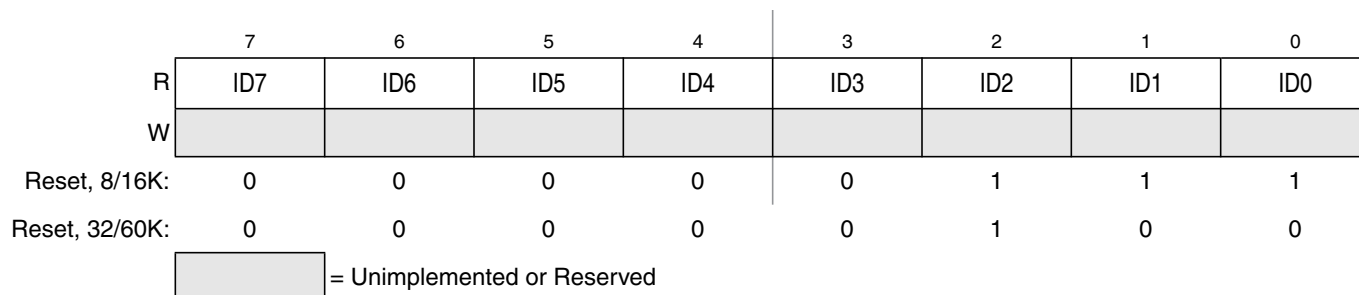 7 6 5 4 3 2 1 0
R ID7 ID6 ID5 ID4 ID3 ID2 ID1 ID0
W
Reset, 8/16K: 0 0 0 0 0 1 1 1
Reset, 32/60K: 0 0 0 0 0 1 0 0
= Unimplemented or Reserved